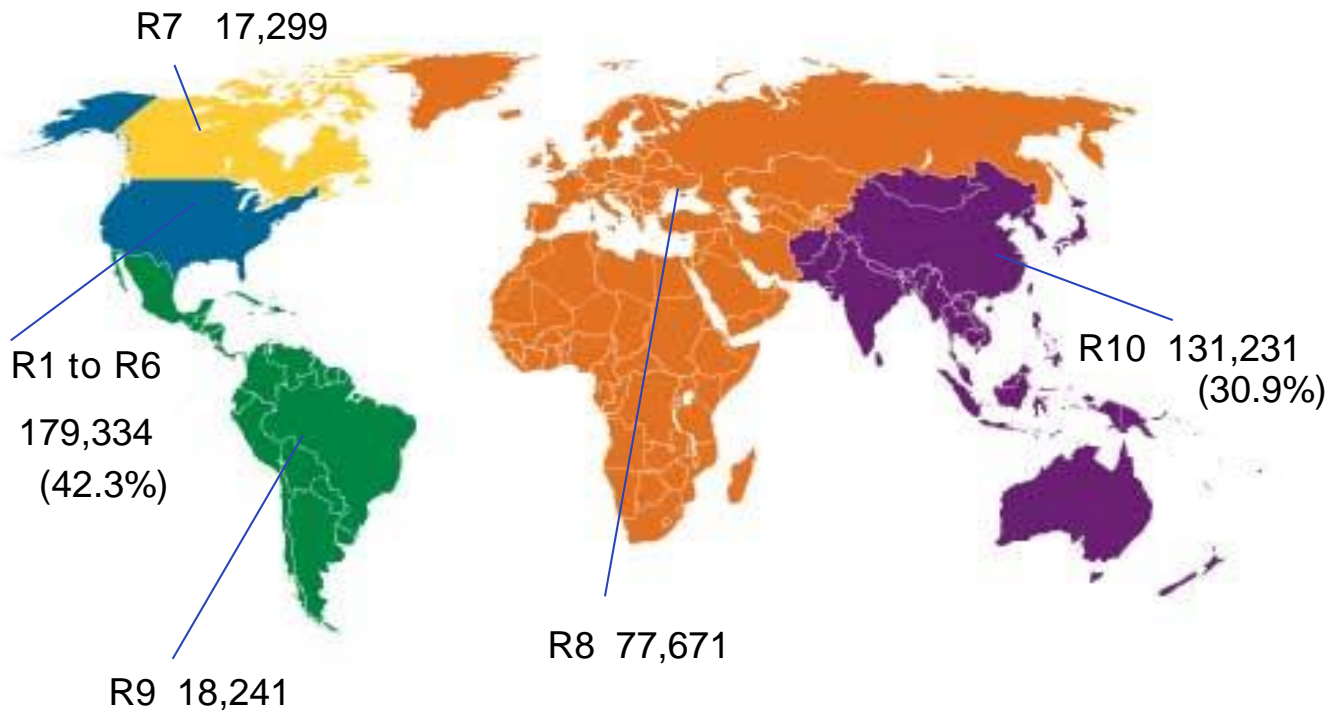 R7 17,299
R1 to R6
179,334
(42.3%)
R10 131,231
(30.9%)
R8 77,671
R9 18,241